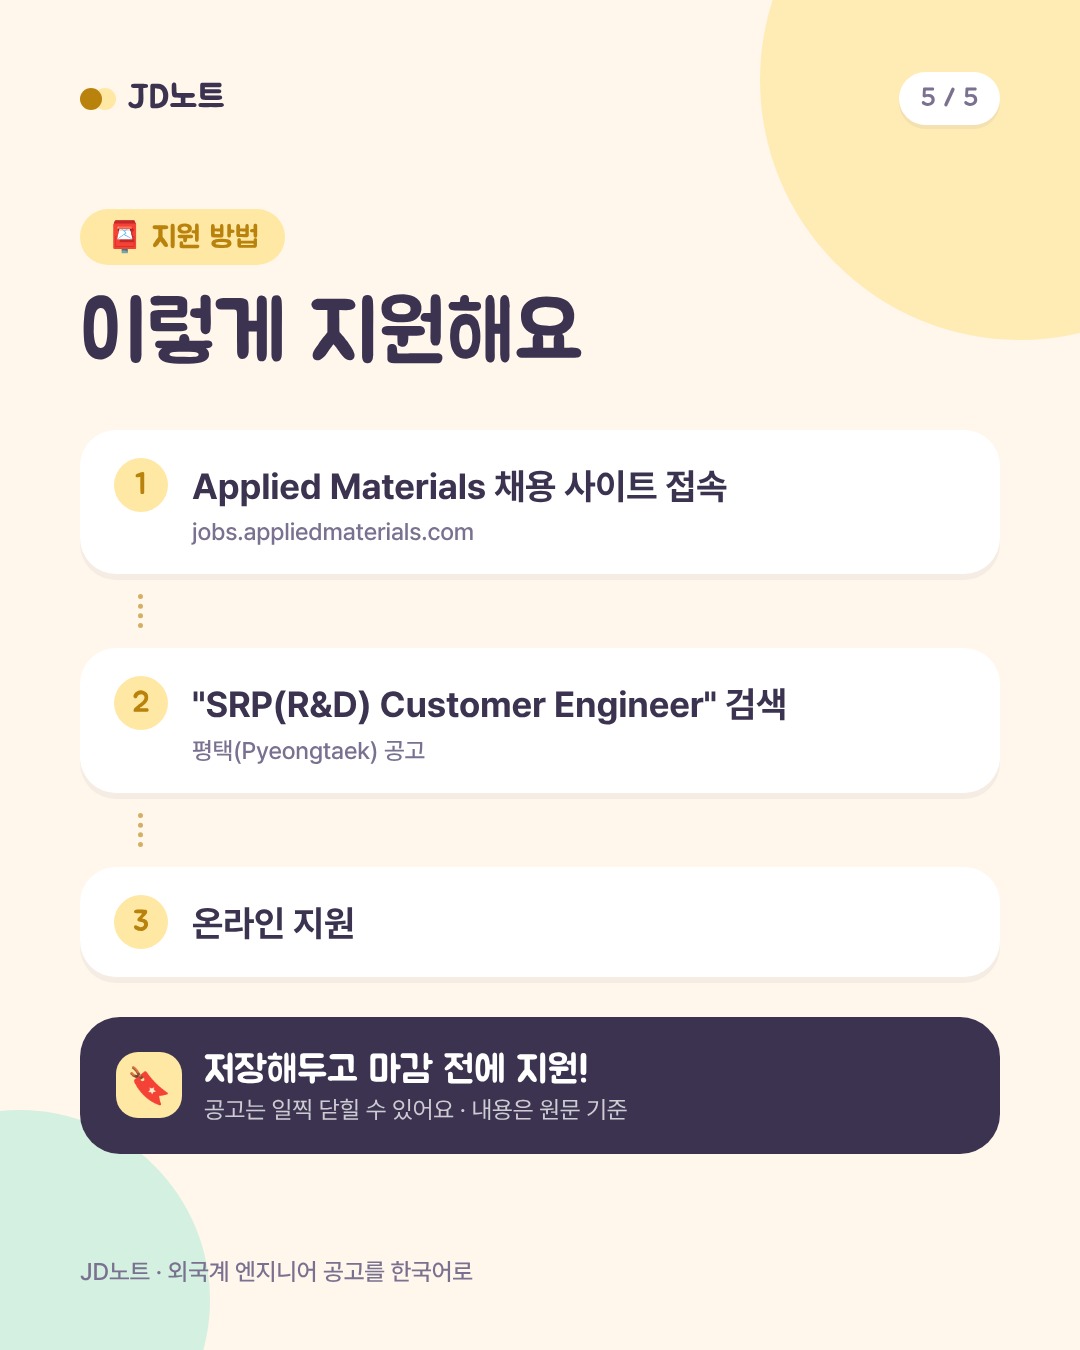 JD노트
5 / 5
지원 방법
이렇게 지원해요
1
Applied Materials 채용 사이트 접속
jobs.appliedmaterials.com
2
"SRP(R&D) Customer Engineer" 검색
평택(Pyeongtaek) 공고
3
온라인 지원
저장해두고 마감 전에 지원!
공고는 일찍 닫힐 수 있어요 · 내용은 원문 기준
JD노트 · 외국계 엔지니어 공고를 한국어로